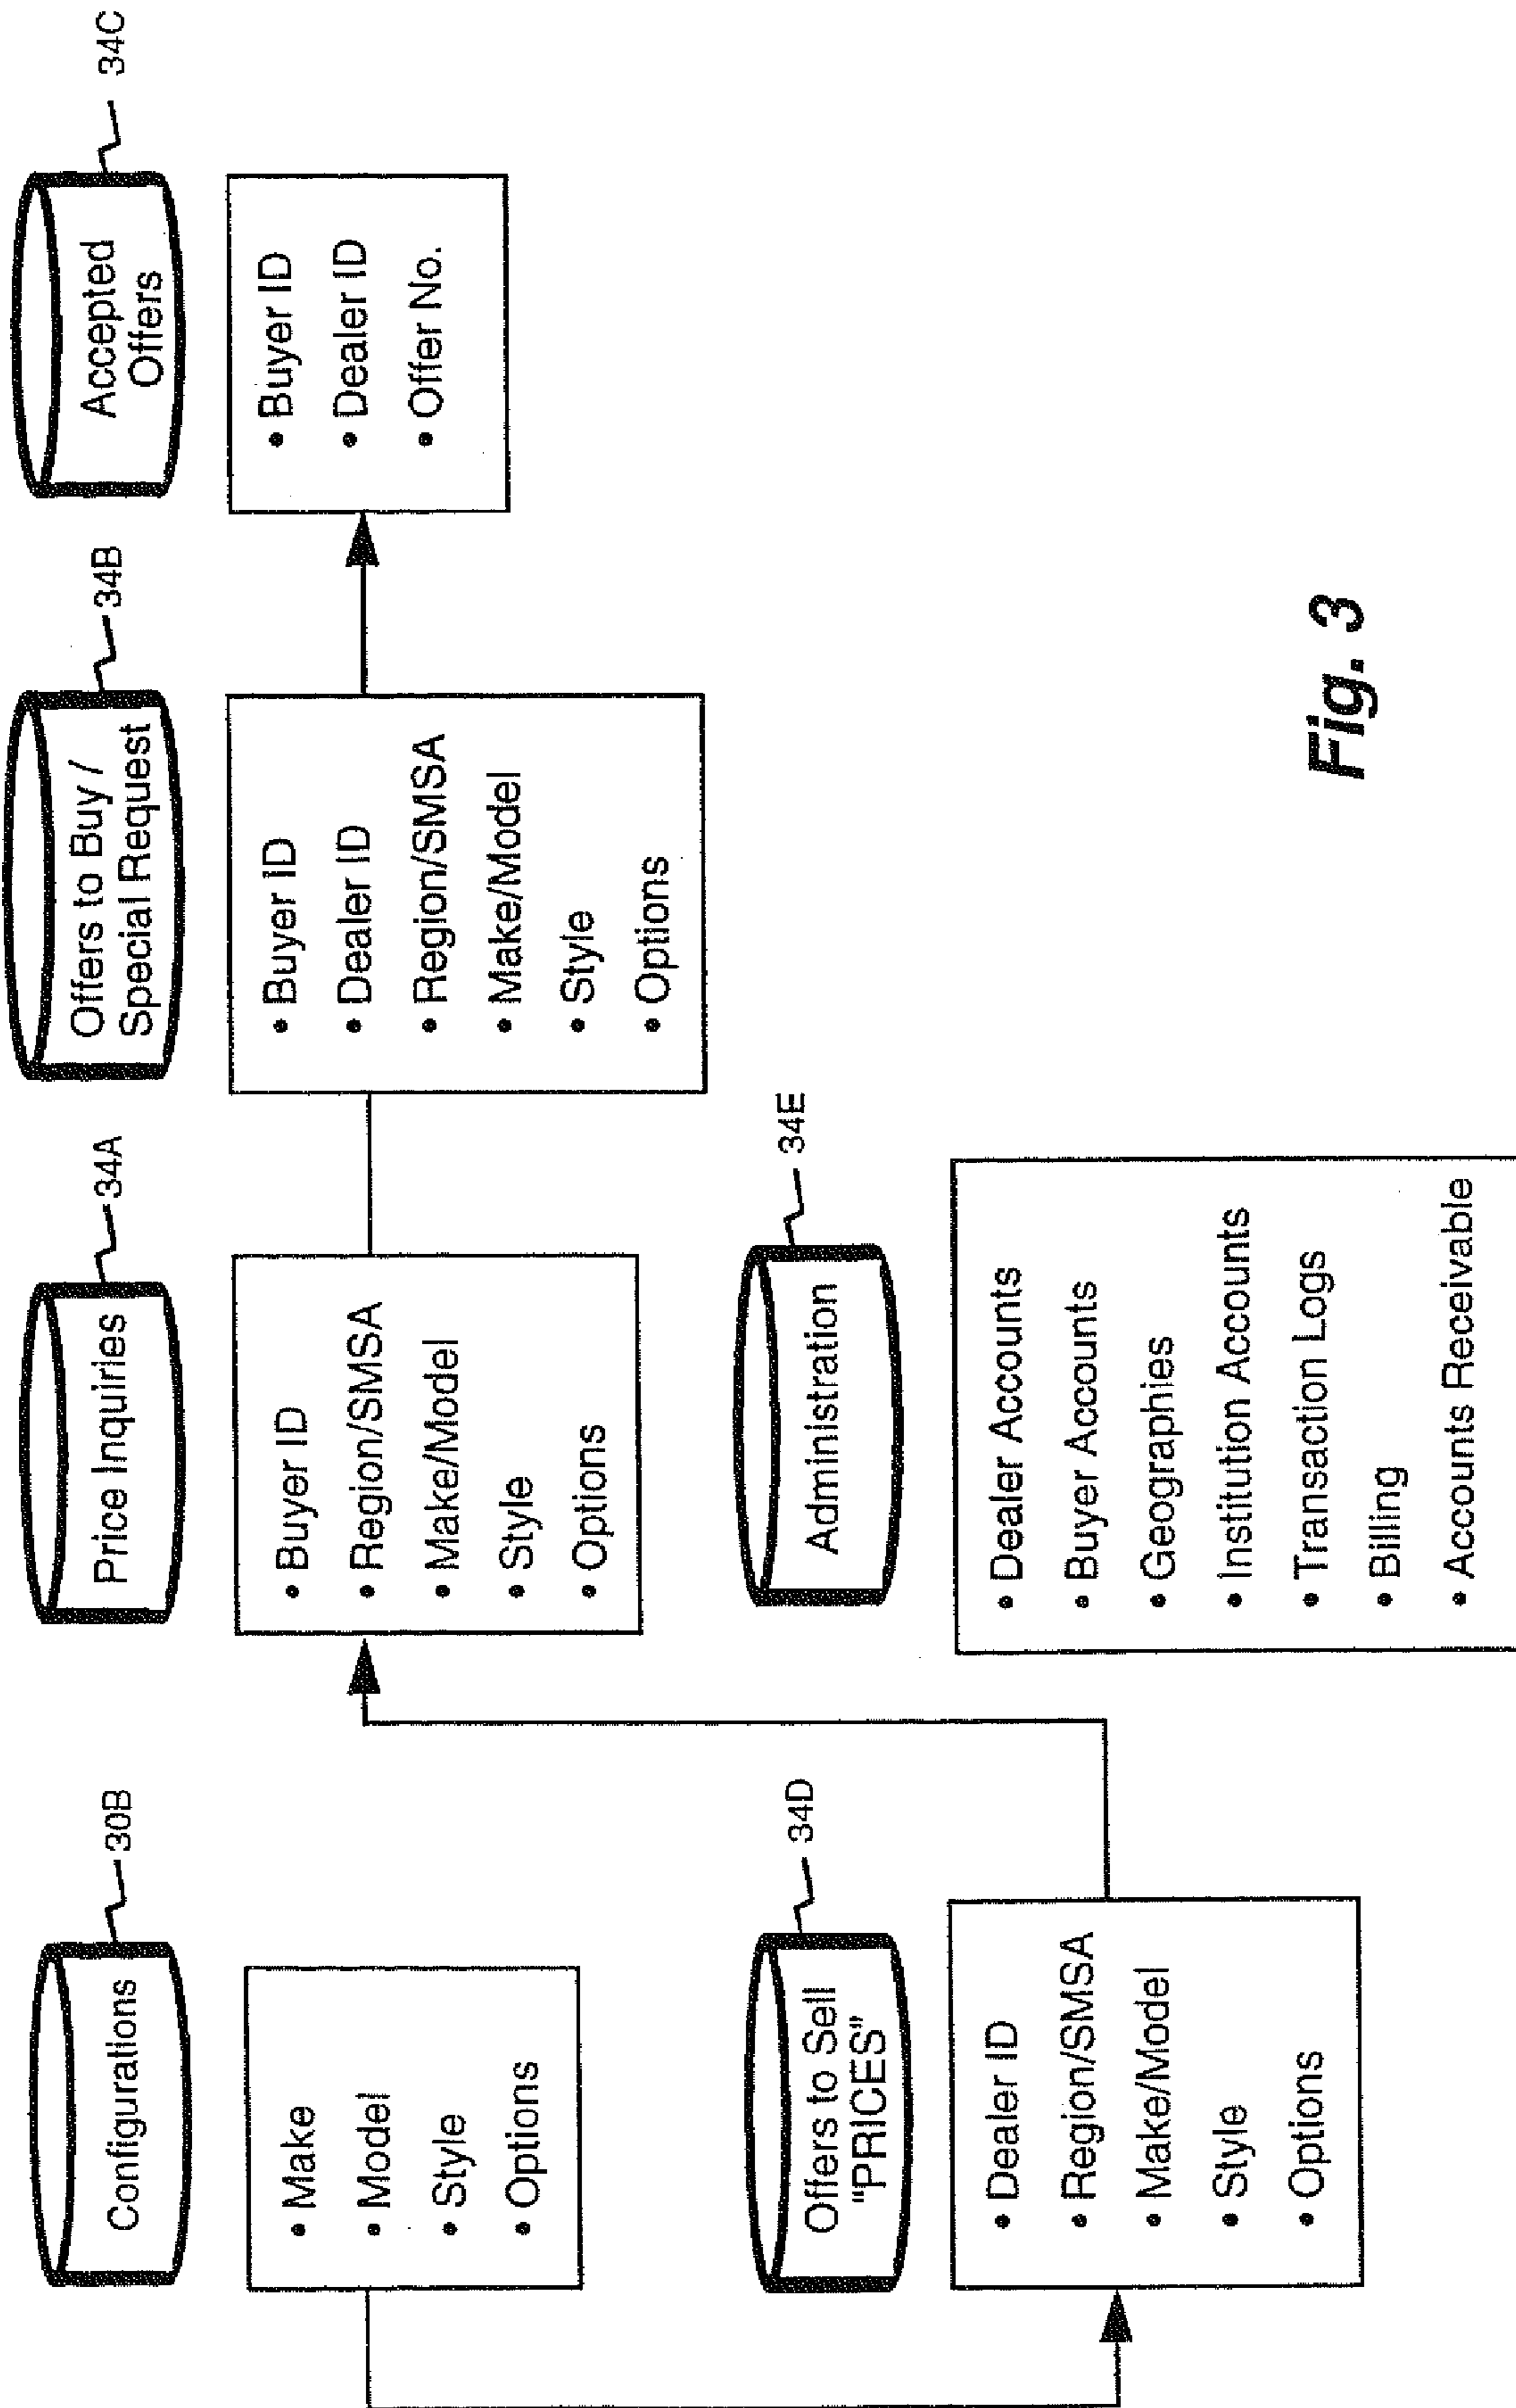 Configurations
30B
• Make
• Model
• Style
• Options
Price Inquiries
34A
• Buyer ID
• Region/SMSA
• Make/Model
• Style
• Options
Offers to Buy /
Special Request
34B
• Buyer ID
• Dealer ID
• Region/SMSA
• Make/Model
• Style
• Options
Accepted
Offers
34C
• Buyer ID
• Dealer ID
• Offer No.
Offers to Sell
"PRICES"
34D
• Dealer ID
• Region/SMSA
• Make/Model
• Style
• Options
Administration
34E
• Dealer Accounts
• Buyer Accounts
• Geographies
• Institution Accounts
• Transaction Logs
• Billing
• Accounts Receivable
Fig. 3